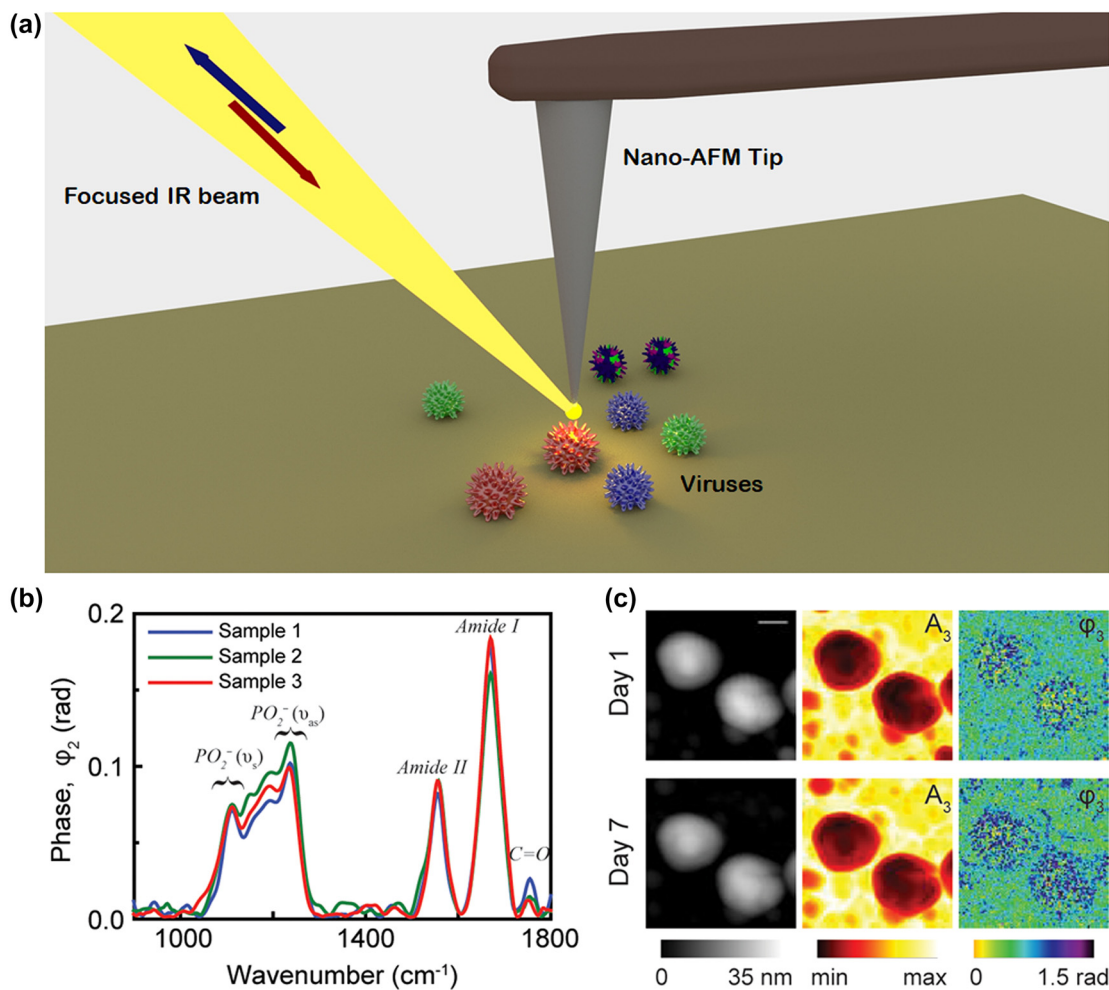 (a)
Focused IR beam
Nano-AFM Tip
Viruses
(b)
Phase, φ₂ (rad)
0.2
0.1
0.0
Sample 1
Sample 2
Sample 3
PO₂⁻(υₛ)
PO₂⁻(υₐₛ)
Amide II
Amide I
C=O
1000 1400 1800
Wavenumber (cm⁻¹)
(c)
Day 1
A₃
φ₃
Day 7
A₃
φ₃
0 35 nm
min max
0 1.5 rad